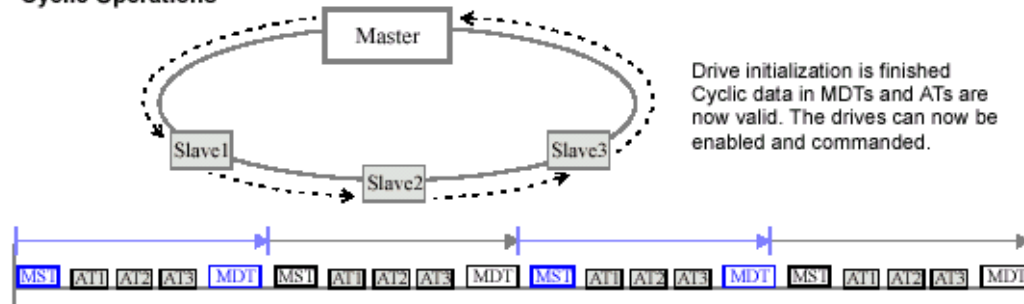 Cyclic Operations
Master
Drive initialization is finished
Cyclic data in MDTs and ATs are
now valid. The drives can now be
enabled and commanded.
Slave1
Slave2
Slave3
MST AT1 AT2 AT3 MDT MST AT1 AT2 AT3 MDT MST AT1 AT2 AT3 MDT MST AT1 AT2 AT3 MDT